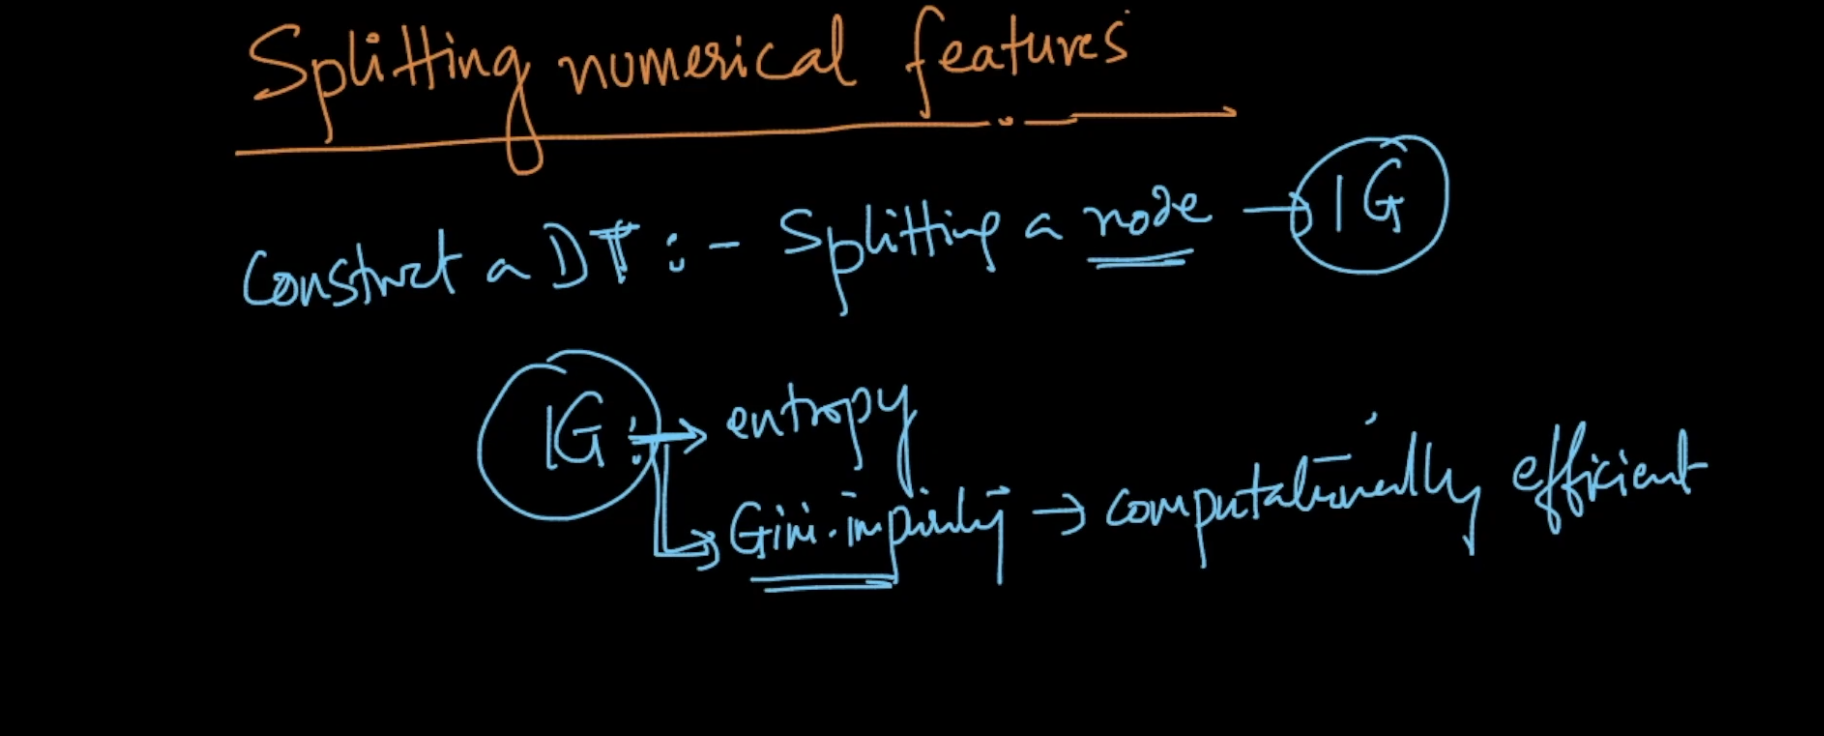 Splitting numerical features
Construct a DT :- Splitting a node → IG
IG: → entropy
→ Gini impurity → computationally efficient